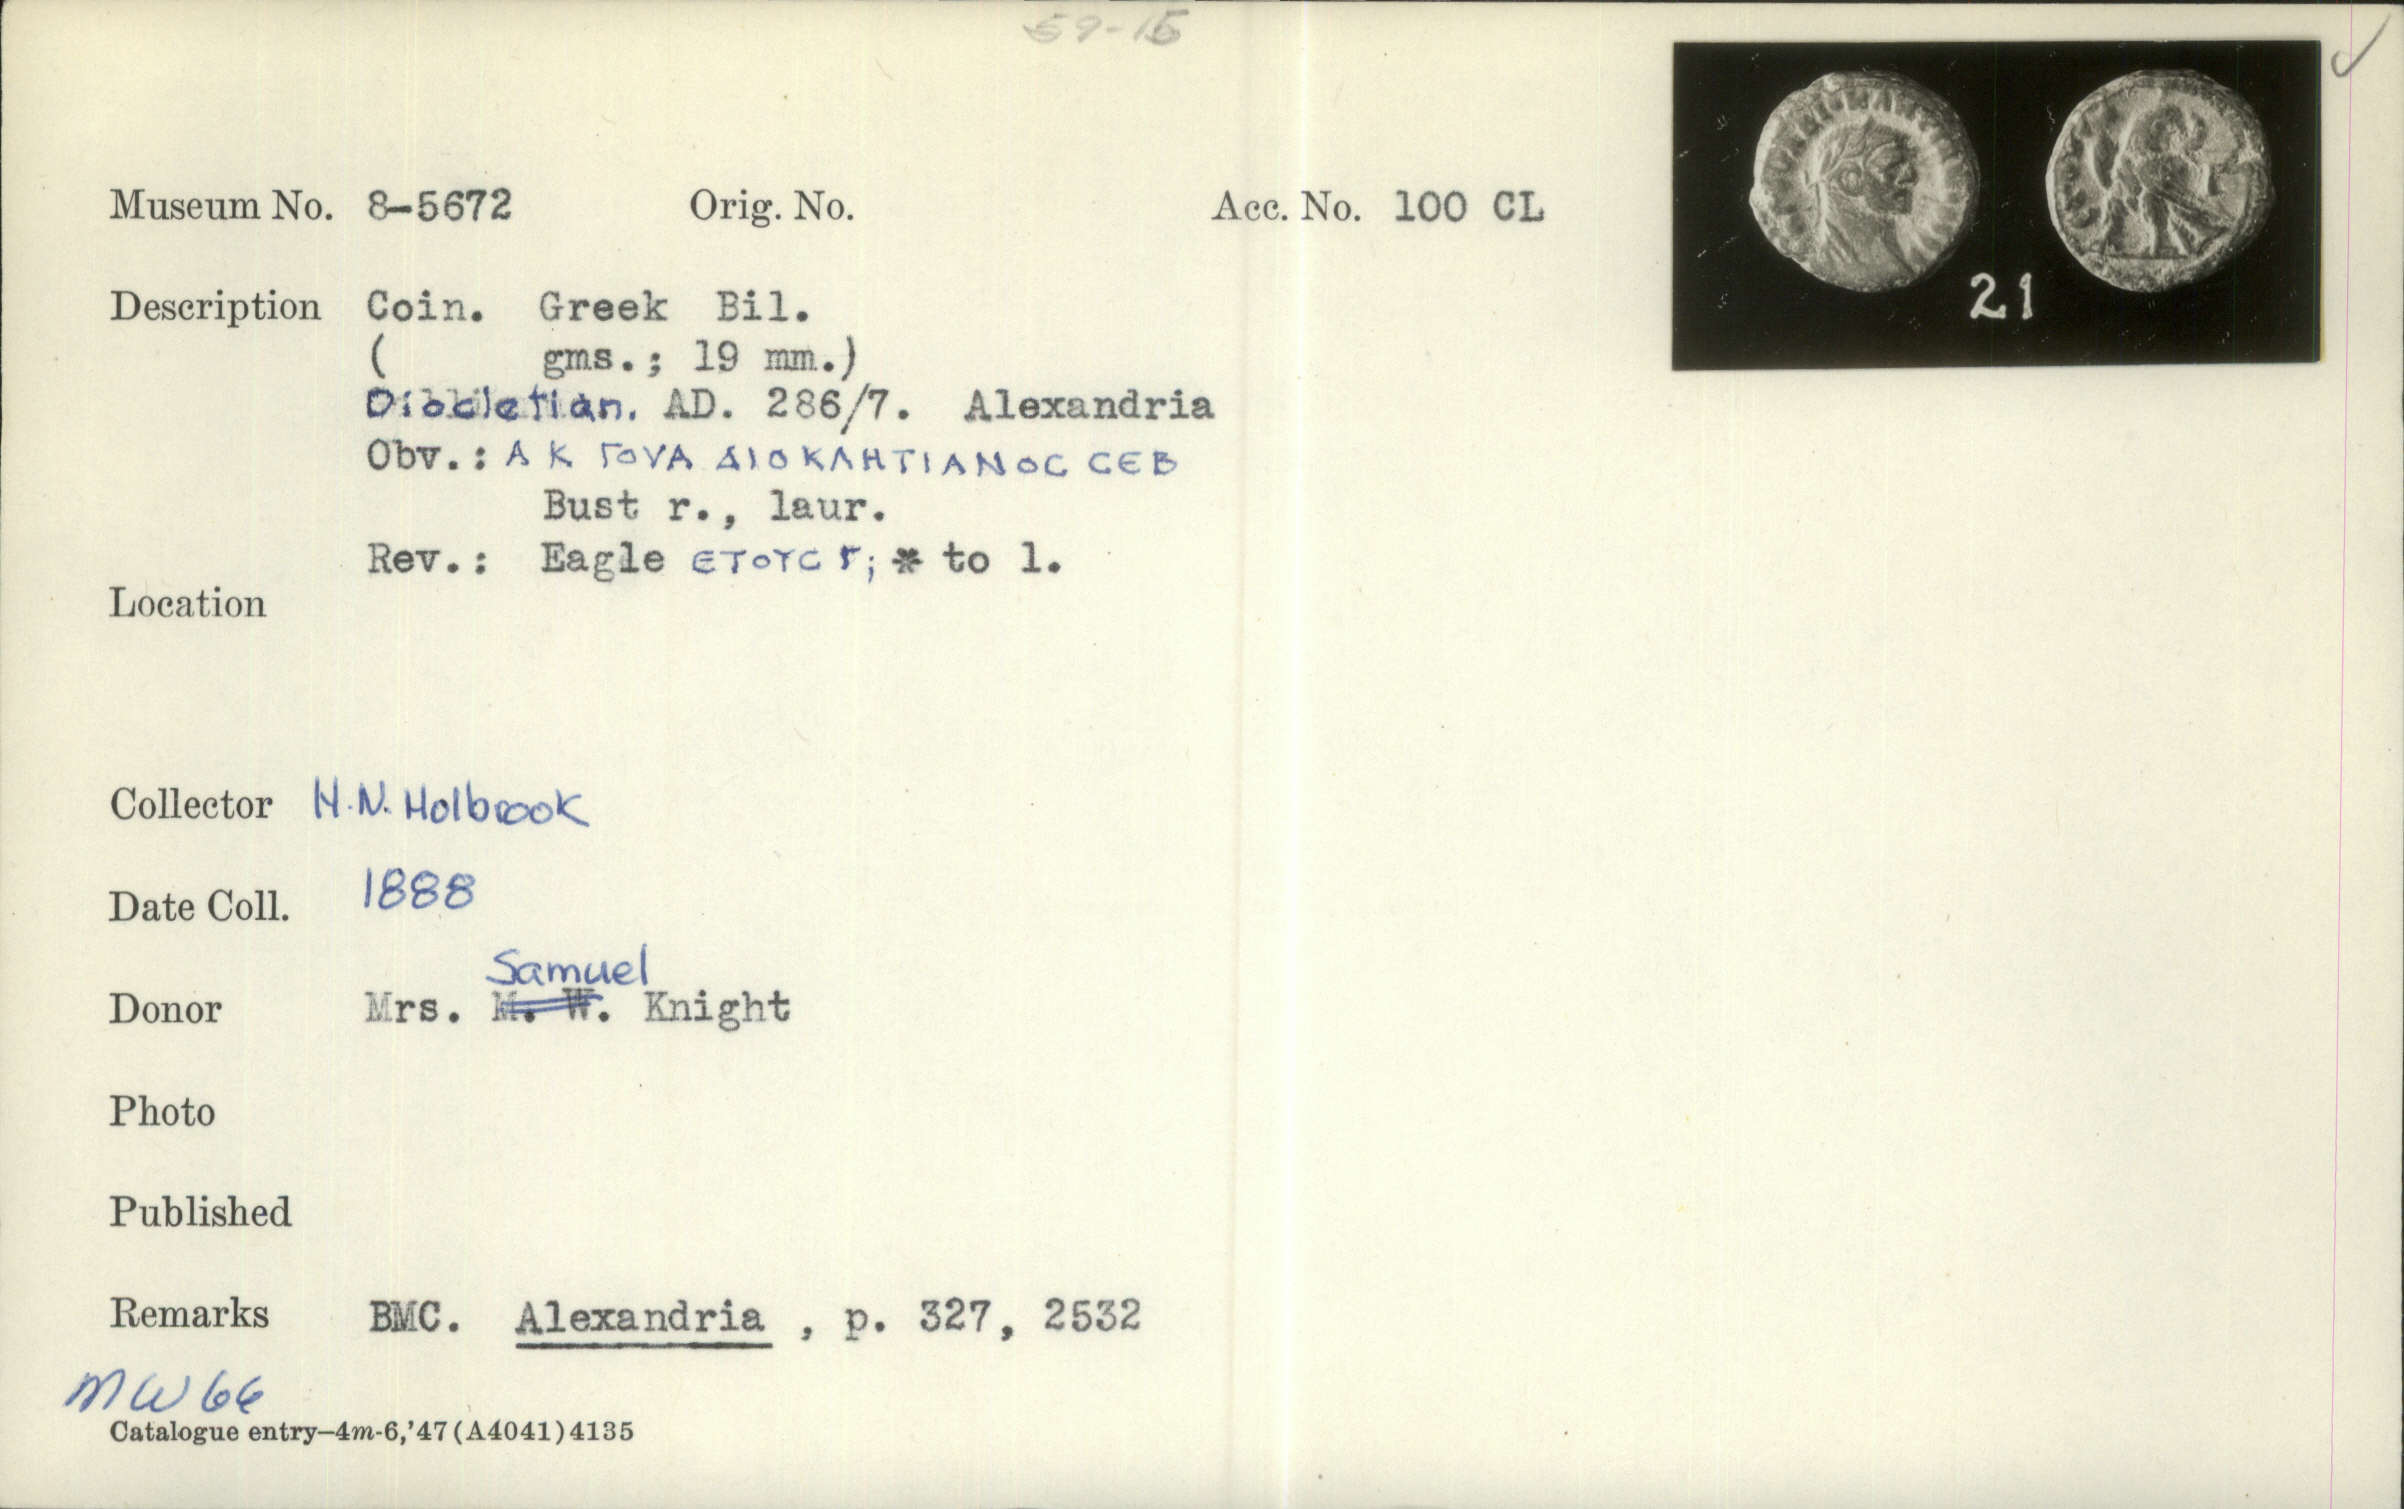 59-15
Museum No. 8-5672 Orig. No. Acc. No. 100 CL
21
Description Coin. Greek Bil.
( gms.; 19 mm.)
Diocletian. AD. 286/7. Alexandria
Obv.: Α Κ ΓΟVΑ ΔΙΟΚΛΗΤΙΑΝΟC CЄΒ
Bust r., laur.
Rev.: Eagle ЄΤΟΥC Γ; * to l.
Location
Collector H.N. Holbrook
Date Coll. 1888
Samuel
Donor Mrs. M. W. Knight
Photo
Published
Remarks BMC. Alexandria , p. 327, 2532
MW 66
Catalogue entry—4m-6,'47(A4041)4135